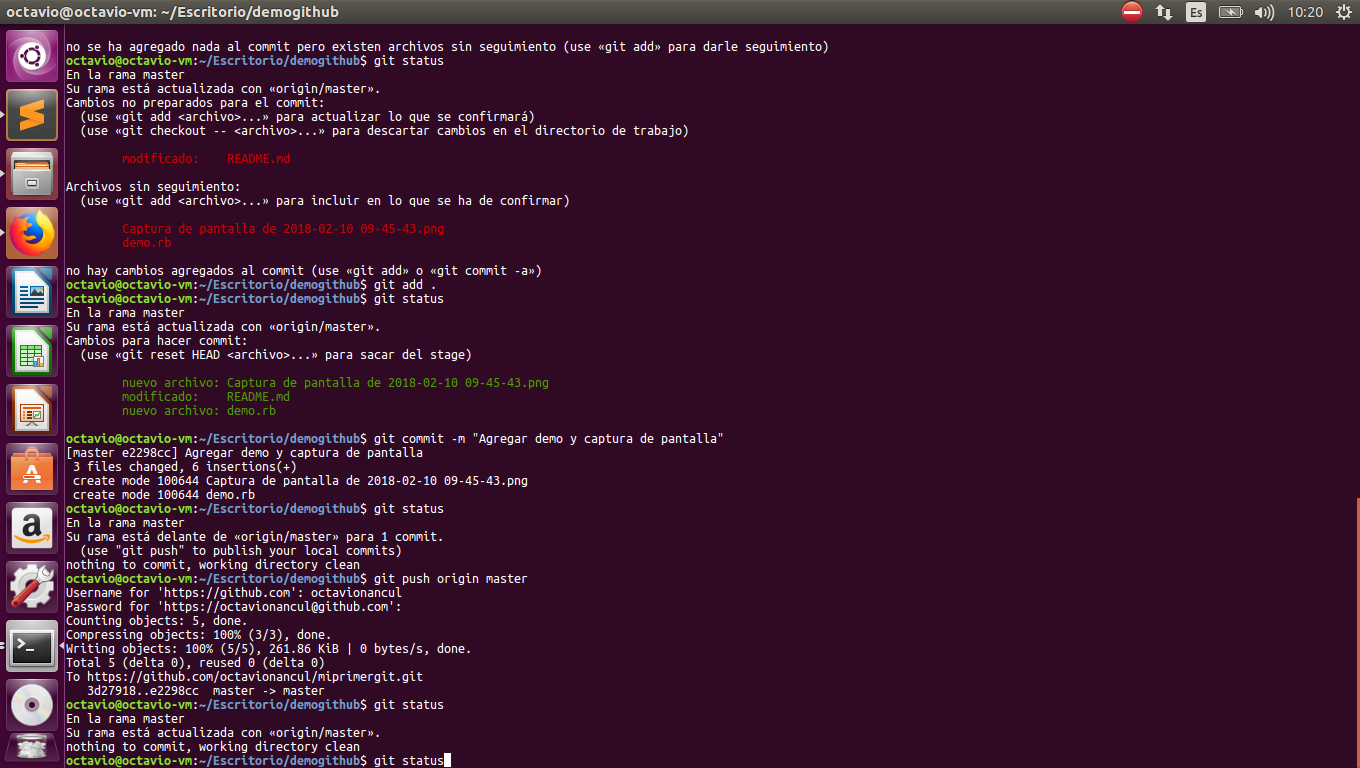 octavio@octavio-vm: ~/Escritorio/demogithub
Es
10:20
no se ha agregado nada al commit pero existen archivos sin seguimiento (use «git add» para darle seguimiento)
octavio@octavio-vm:~/Escritorio/demogithub$ git status
En la rama master
Su rama está actualizada con «origin/master».
Cambios no preparados para el commit:
(use «git add <archivo>...» para actualizar lo que se confirmará)
(use «git checkout -- <archivo>...» para descartar cambios en el directorio de trabajo)
modificado: README.md
Archivos sin seguimiento:
(use «git add <archivo>...» para incluir en lo que se ha de confirmar)
Captura de pantalla de 2018-02-10 09-45-43.png
demo.rb
no hay cambios agregados al commit (use «git add» o «git commit -a»)
octavio@octavio-vm:~/Escritorio/demogithub$ git add .
octavio@octavio-vm:~/Escritorio/demogithub$ git status
En la rama master
Su rama está actualizada con «origin/master».
Cambios para hacer commit:
(use «git reset HEAD <archivo>...» para sacar del stage)
nuevo archivo: Captura de pantalla de 2018-02-10 09-45-43.png
modificado: README.md
nuevo archivo: demo.rb
octavio@octavio-vm:~/Escritorio/demogithub$ git commit -m "Agregar demo y captura de pantalla"
[master e2298cc] Agregar demo y captura de pantalla
3 files changed, 6 insertions(+)
create mode 100644 Captura de pantalla de 2018-02-10 09-45-43.png
create mode 100644 demo.rb
octavio@octavio-vm:~/Escritorio/demogithub$ git status
En la rama master
Su rama está delante de «origin/master» para 1 commit.
(use "git push" to publish your local commits)
nothing to commit, working directory clean
octavio@octavio-vm:~/Escritorio/demogithub$ git push origin master
Username for 'https://github.com': octavionancul
Password for 'https://octavionancul@github.com':
Counting objects: 5, done.
Compressing objects: 100% (3/3), done.
Writing objects: 100% (5/5), 261.86 KiB | 0 bytes/s, done.
Total 5 (delta 0), reused 0 (delta 0)
To https://github.com/octavionancul/miprimergit.git
3d27918..e2298cc master -> master
octavio@octavio-vm:~/Escritorio/demogithub$ git status
En la rama master
Su rama está actualizada con «origin/master».
nothing to commit, working directory clean
octavio@octavio-vm:~/Escritorio/demogithub$ git status